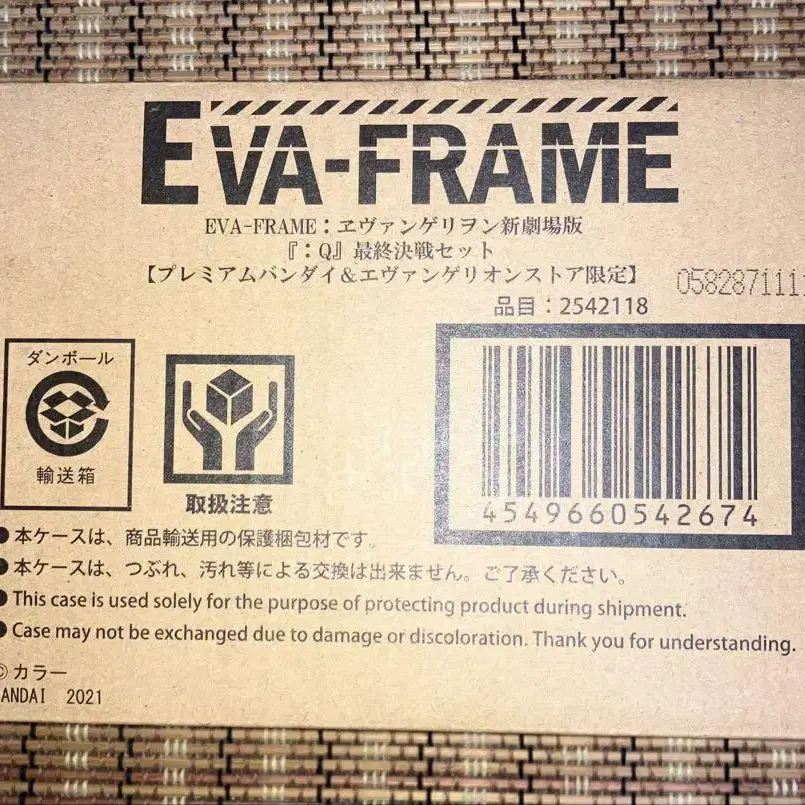 EVA-FRAME
EVA-FRAME：ヱヴァンゲリヲン新劇場版
『：Q』最終決戦セット
【プレミアムバンダイ＆エヴァンゲリオンストア限定】
品目：2542118
ダンボール
輸送箱
取扱注意
4549660542674
●本ケースは、商品輸送用の保護梱包材です。
●本ケースは、つぶれ、汚れ等による交換は出来ません。ご了承ください。
●This case is used solely for the purpose of protecting product during shipment.
●Case may not be exchanged due to damage or discoloration. Thank you for understanding.
© カラー
ANDAI 2021